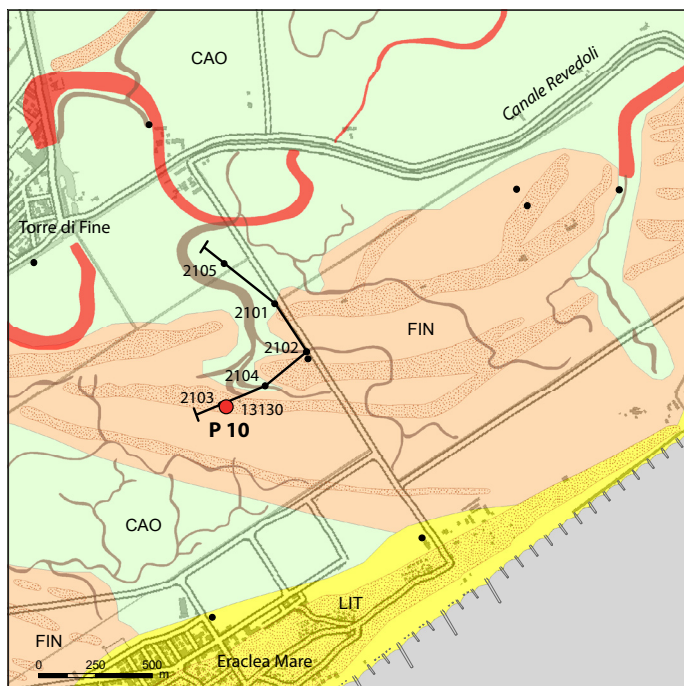 CAO
Canale Revedoli
Torre di Fine
2105
2101
FIN
2102
2104
2103
13130
P 10
CAO
LIT
FIN
Eraclea Mare
0 250 500
m